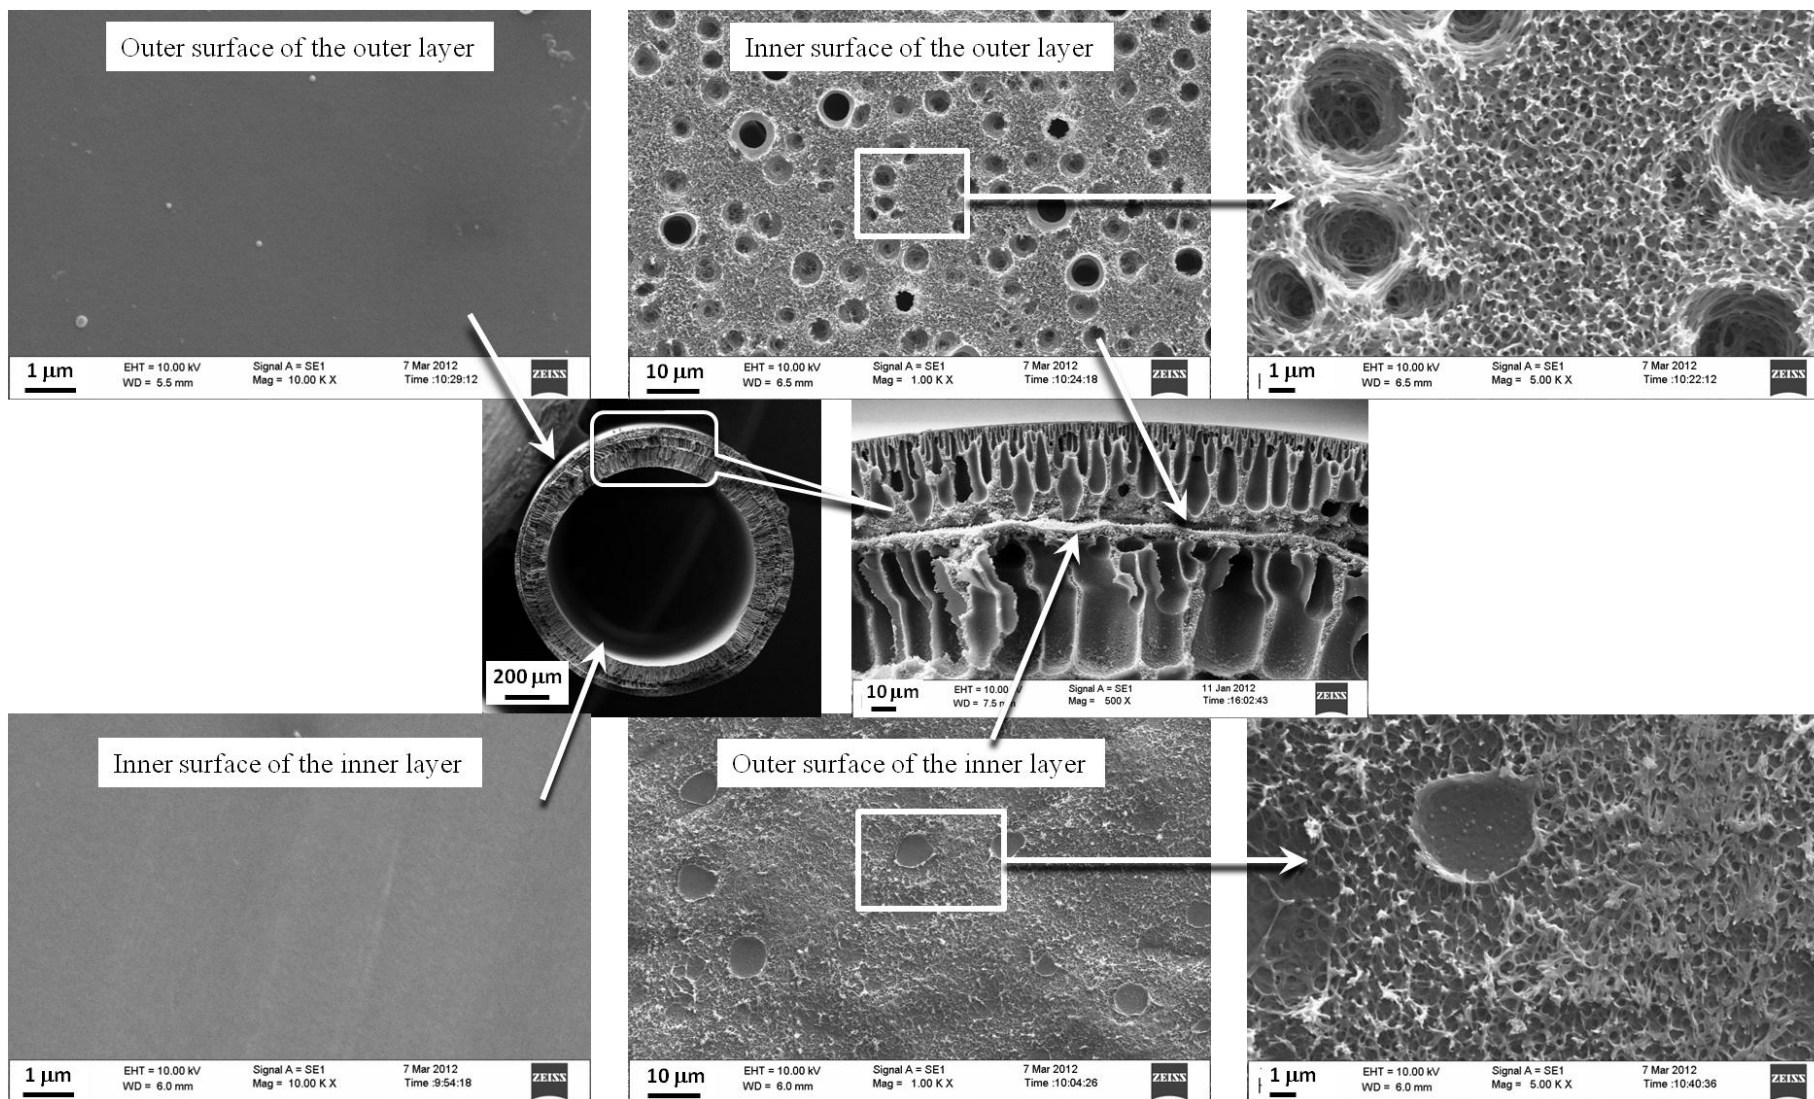 Outer surface of the outer layer
1 μm
EHT = 10.00 kV
WD = 5.5 mm
Signal A = SE1
Mag = 10.00 K X
7 Mar 2012
Time :10:29:12
ZEISS
Inner surface of the outer layer
10 μm
EHT = 10.00 kV
WD = 6.5 mm
Signal A = SE1
Mag = 1.00 K X
7 Mar 2012
Time :10:24:18
ZEISS
1 μm
EHT = 10.00 kV
WD = 6.5 mm
Signal A = SE1
Mag = 5.00 K X
7 Mar 2012
Time :10:22:12
ZEISS
200 μm
10 μm
EHT = 10.00 kV
WD = 7.5 mm
Signal A = SE1
Mag = 500 X
11 Jan 2012
Time :16:02:43
ZEISS
Inner surface of the inner layer
1 μm
EHT = 10.00 kV
WD = 6.0 mm
Signal A = SE1
Mag = 10.00 K X
7 Mar 2012
Time :9:54:18
ZEISS
Outer surface of the inner layer
10 μm
EHT = 10.00 kV
WD = 6.0 mm
Signal A = SE1
Mag = 1.00 K X
7 Mar 2012
Time :10:04:26
ZEISS
1 μm
EHT = 10.00 kV
WD = 6.0 mm
Signal A = SE1
Mag = 5.00 K X
7 Mar 2012
Time :10:40:36
ZEISS